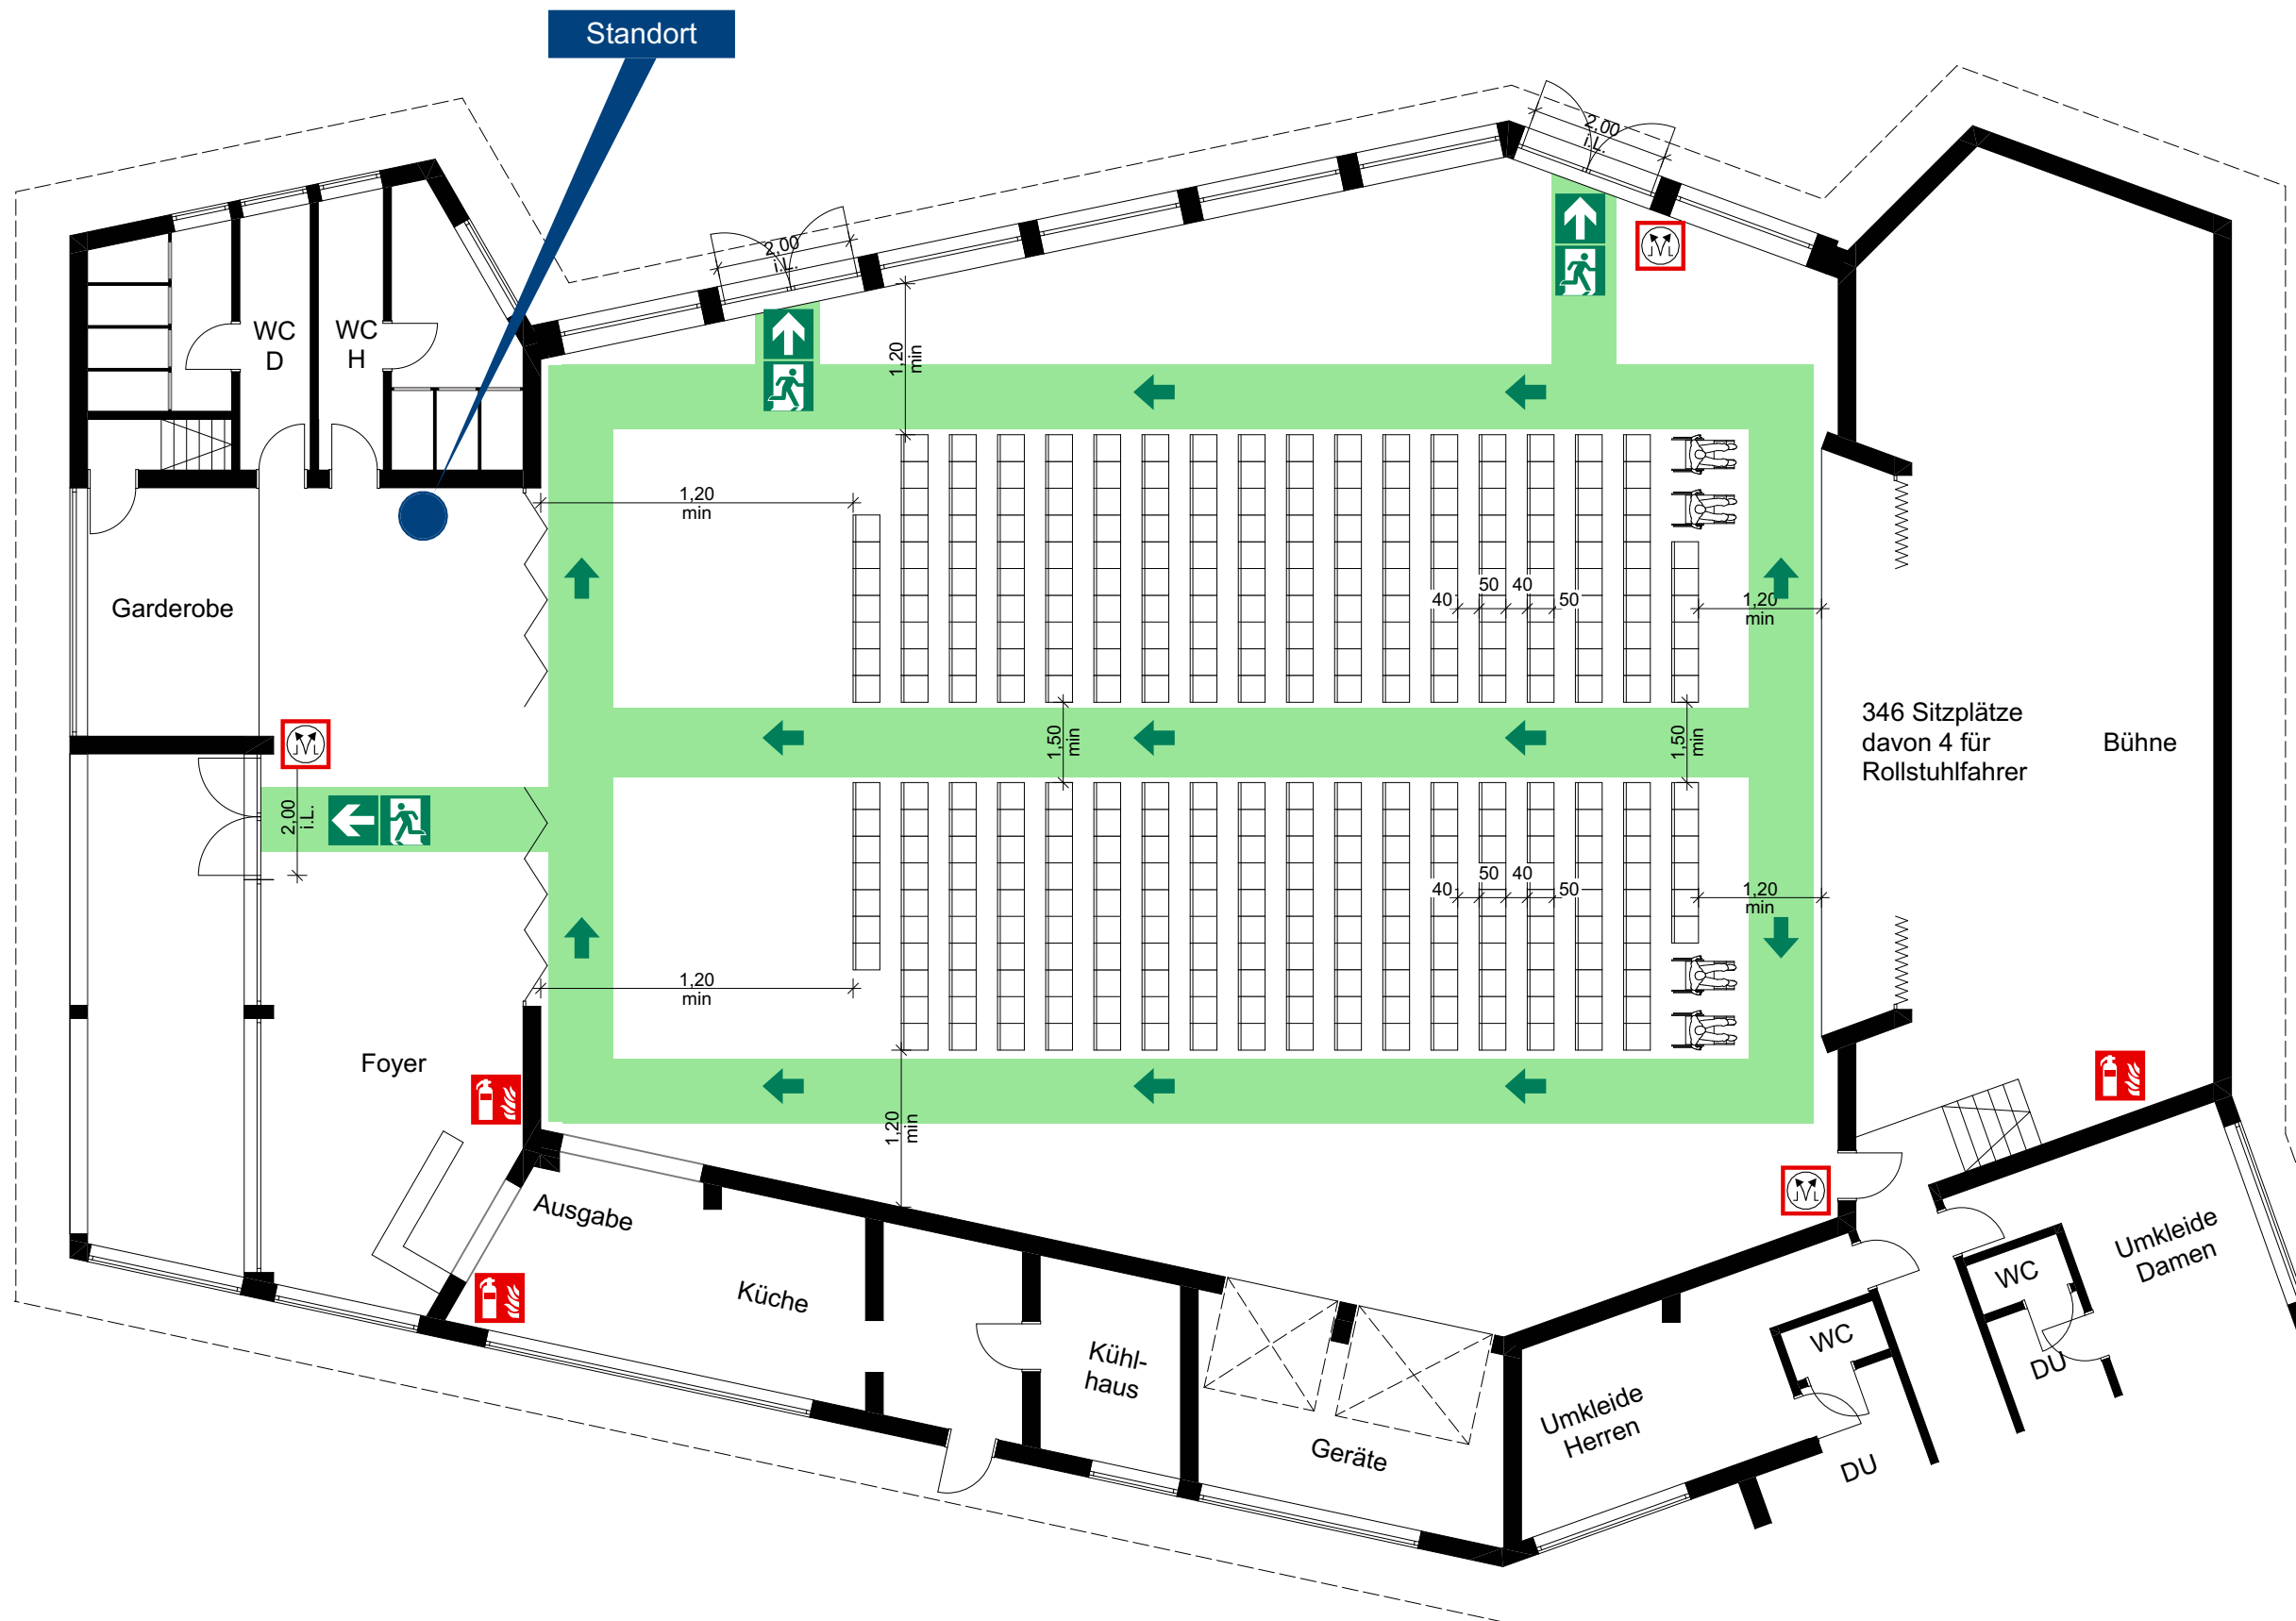 Standort
2,00
i.L.
2,00
i.L.
WC
D
WC
H
1,20
min
1,20
min
50
40
40
50
Garderobe
1,20
min
346 Sitzplätze
davon 4 für
Rollstuhlfahrer
Bühne
1,50
min
1,50
min
2,00
i.L.
50
40
40
50
1,20
min
1,20
min
Foyer
1,20
min
Ausgabe
Küche
Kühl-
haus
Geräte
Umkleide
Herren
WC
DU
WC
DU
Umkleide
Damen